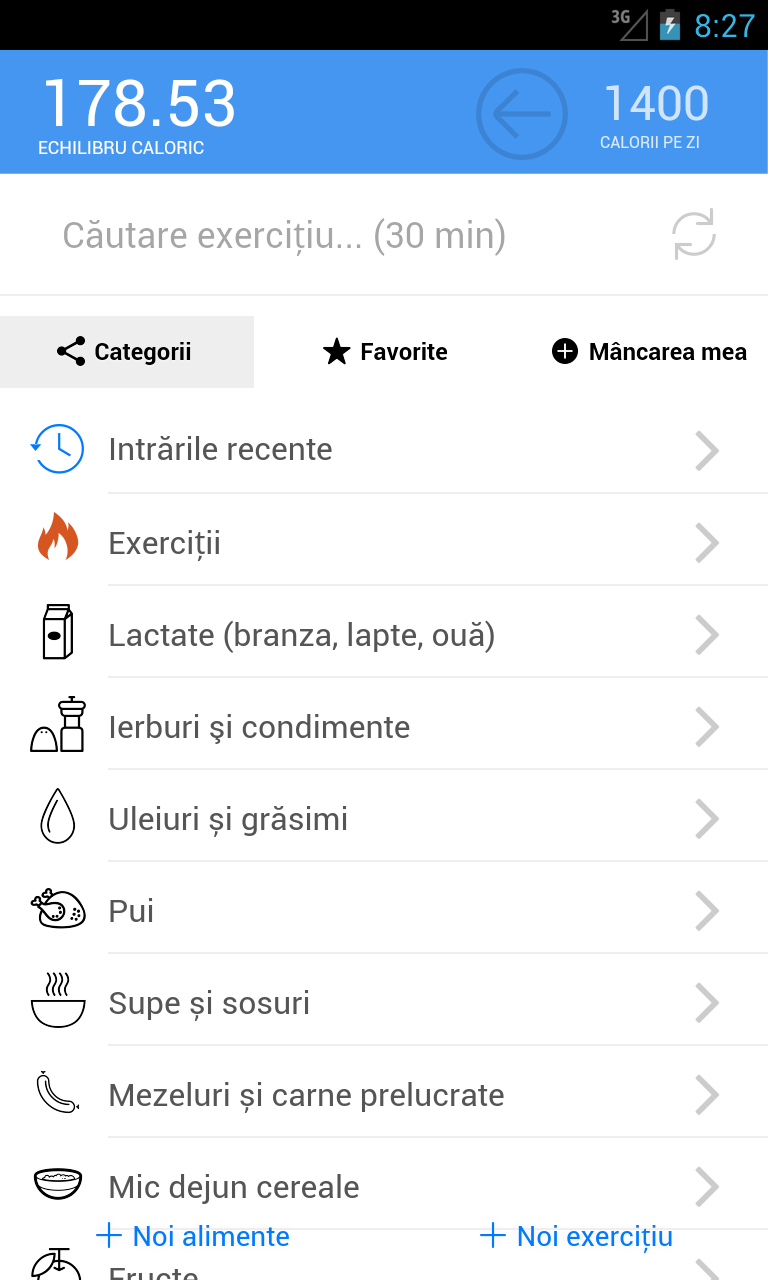 3G 8:27
178.53 1400
ECHILIBRU CALORIC CALORII PE ZI
Căutare exercițiu... (30 min)
Categorii Favorite Mâncarea mea
Intrările recente
Exerciții
Lactate (branza, lapte, ouă)
Ierburi şi condimente
Uleiuri și grăsimi
Pui
Supe și sosuri
Mezeluri și carne prelucrate
Mic dejun cereale
Noi alimente Noi exercițiu
Fructe